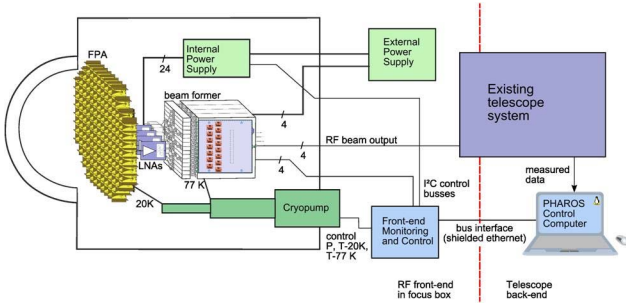 FPA
Internal
Power
Supply
External
Power
Supply
24
beam former
Existing
telescope
system
4
4
RF beam output
4
4
LNAs
77 K
20K
I²C control
busses
measured
data
Cryopump
control
P, T-20K,
T-77 K
Front-end
Monitoring
and Control
bus interface
(shielded ethernet)
PHAROS
Control
Computer
RF front-end
in focus box
Telescope
back-end